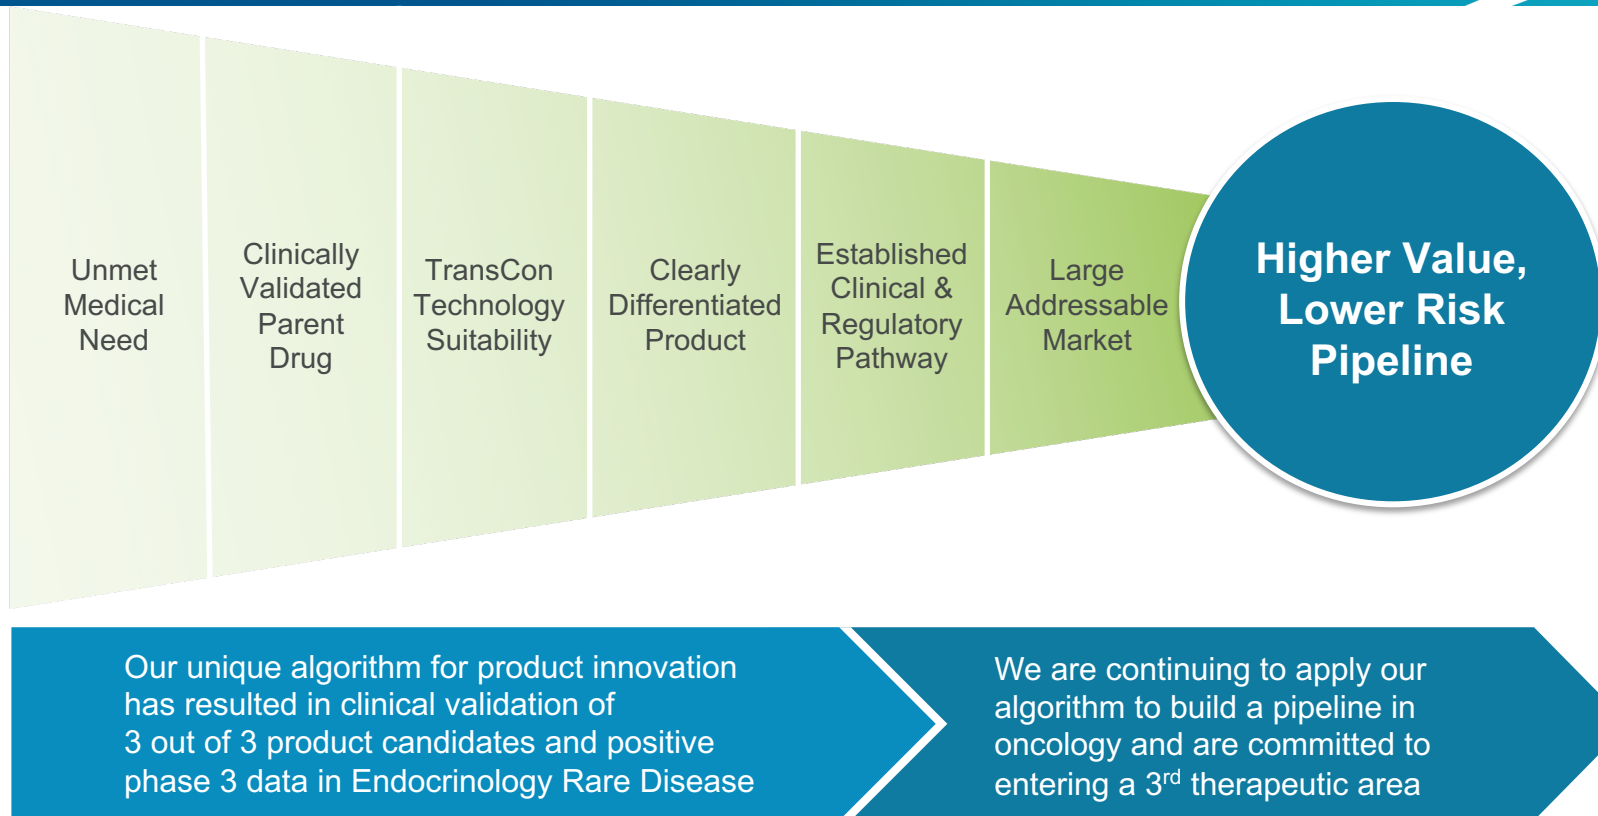 Unmet
Medical
Need
Clinically
Validated
Parent
Drug
TransCon
Technology
Suitability
Clearly
Differentiated
Product
Established
Clinical &
Regulatory
Pathway
Large
Addressable
Market
Higher Value,
Lower Risk
Pipeline
Our unique algorithm for product innovation
has resulted in clinical validation of
3 out of 3 product candidates and positive
phase 3 data in Endocrinology Rare Disease
We are continuing to apply our
algorithm to build a pipeline in
oncology and are committed to
entering a 3rd therapeutic area